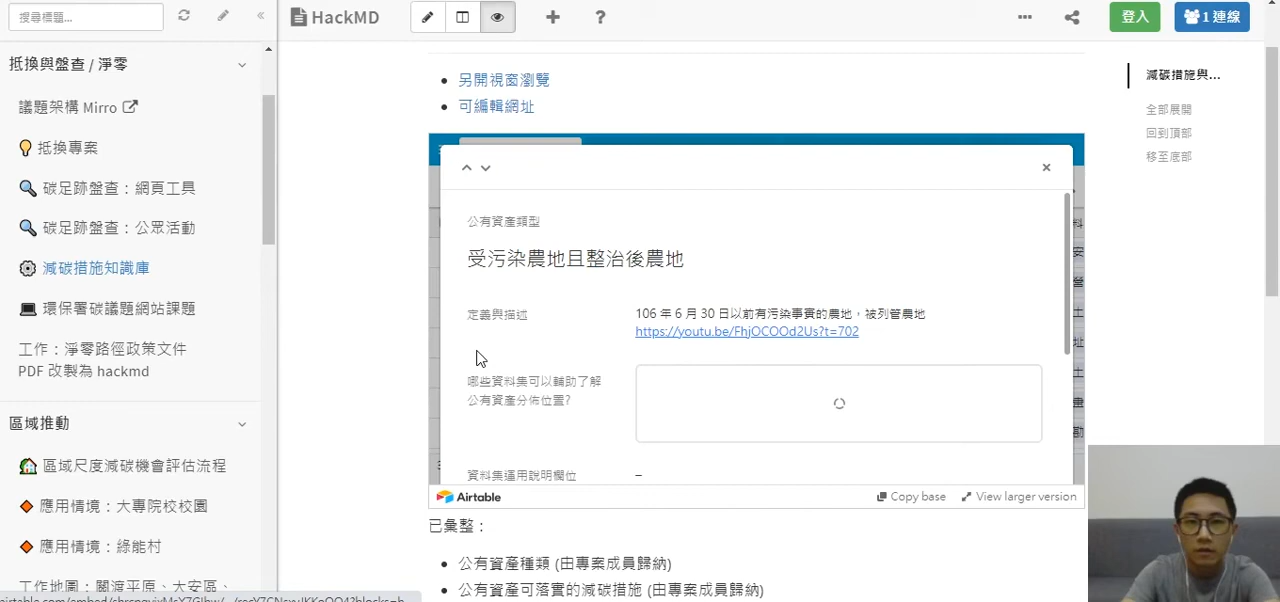 搜尋標題...
HackMD
登入
1 連線
抵換與盤查 / 淨零
議題架構 Mirro
抵換專案
碳足跡盤查：網頁工具
碳足跡盤查：公眾活動
減碳措施知識庫
環保署碳議題網站課題
工作：淨零路徑政策文件
PDF 改製為 hackmd
區域推動
區域尺度減碳機會評估流程
應用情境：大專院校校園
應用情境：綠能村
工作地圖：關渡平原、大安區、
另開視窗瀏覽
可編輯網址
公有資產類型
受污染農地且整治後農地
定義與描述
106 年 6 月 30 日以前有污染事實的農地，被列管農地
https://youtu.be/FhjOCOOd2Us?t=702
哪些資料集可以輔助了解
公有資產分佈位置?
資料集運用說明欄位
–
Airtable
Copy base
View larger version
已彙整：
公有資產種類 (由專案成員歸納)
公有資產可落實的減碳措施 (由專案成員歸納)
減碳措施與...
全部展開
回到頂部
移至底部